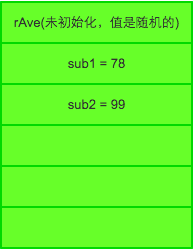 rAve(未初始化，值是随机的)
sub1 = 78
sub2 = 99